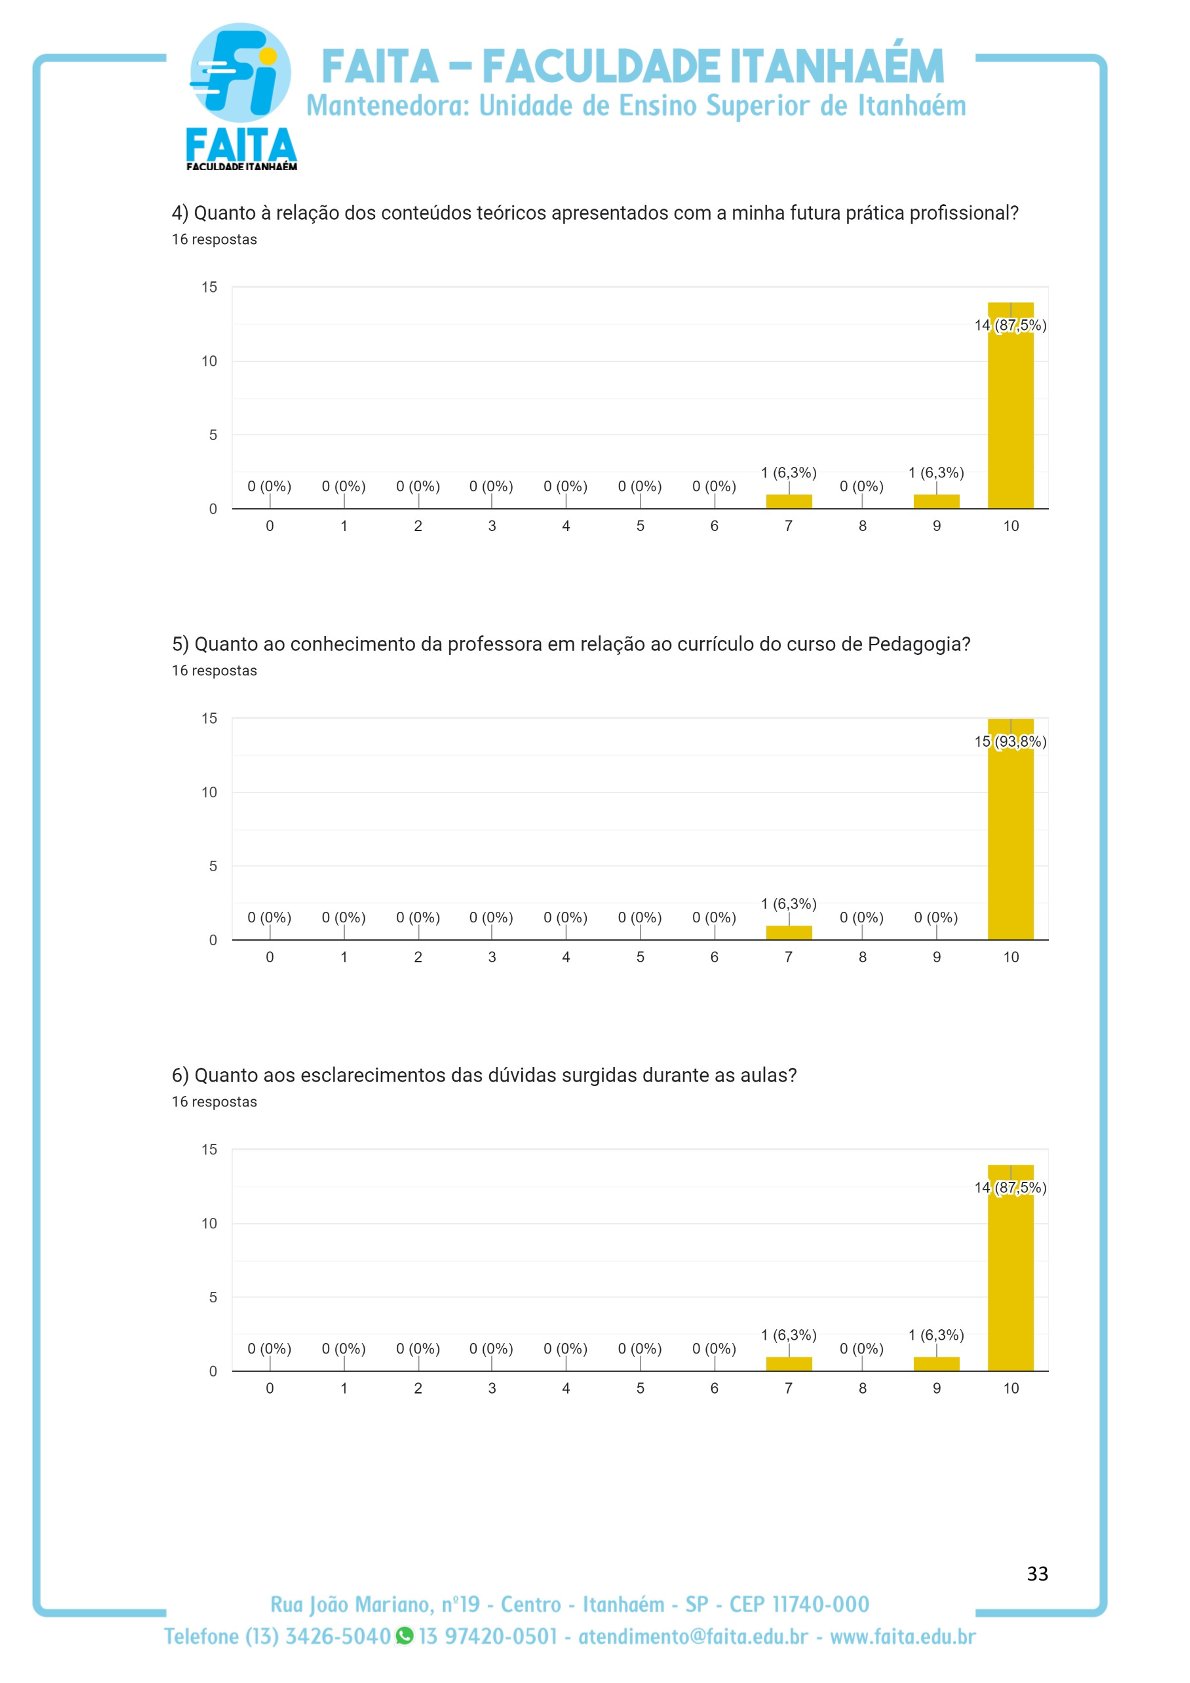 Fi
FAITA
FACULDADE ITANHAÉM
FAITA – FACULDADE ITANHAÉM
Mantenedora: Unidade de Ensino Superior de Itanhaém
4) Quanto à relação dos conteúdos teóricos apresentados com a minha futura prática profissional?
16 respostas
15
14 (87,5%)
10
5
0 (0%) 0 (0%) 0 (0%) 0 (0%) 0 (0%) 0 (0%) 0 (0%) 1 (6,3%) 0 (0%) 1 (6,3%)
0
0 1 2 3 4 5 6 7 8 9 10
5) Quanto ao conhecimento da professora em relação ao currículo do curso de Pedagogia?
16 respostas
15
15 (93,8%)
10
5
0 (0%) 0 (0%) 0 (0%) 0 (0%) 0 (0%) 0 (0%) 0 (0%) 1 (6,3%) 0 (0%) 0 (0%)
0
0 1 2 3 4 5 6 7 8 9 10
6) Quanto aos esclarecimentos das dúvidas surgidas durante as aulas?
16 respostas
15
14 (87,5%)
10
5
0 (0%) 0 (0%) 0 (0%) 0 (0%) 0 (0%) 0 (0%) 0 (0%) 1 (6,3%) 0 (0%) 1 (6,3%)
0
0 1 2 3 4 5 6 7 8 9 10
33
Rua João Mariano, nº19 - Centro - Itanhaém - SP - CEP 11740-000
Telefone (13) 3426-5040 13 97420-0501 - atendimento@faita.edu.br - www.faita.edu.br